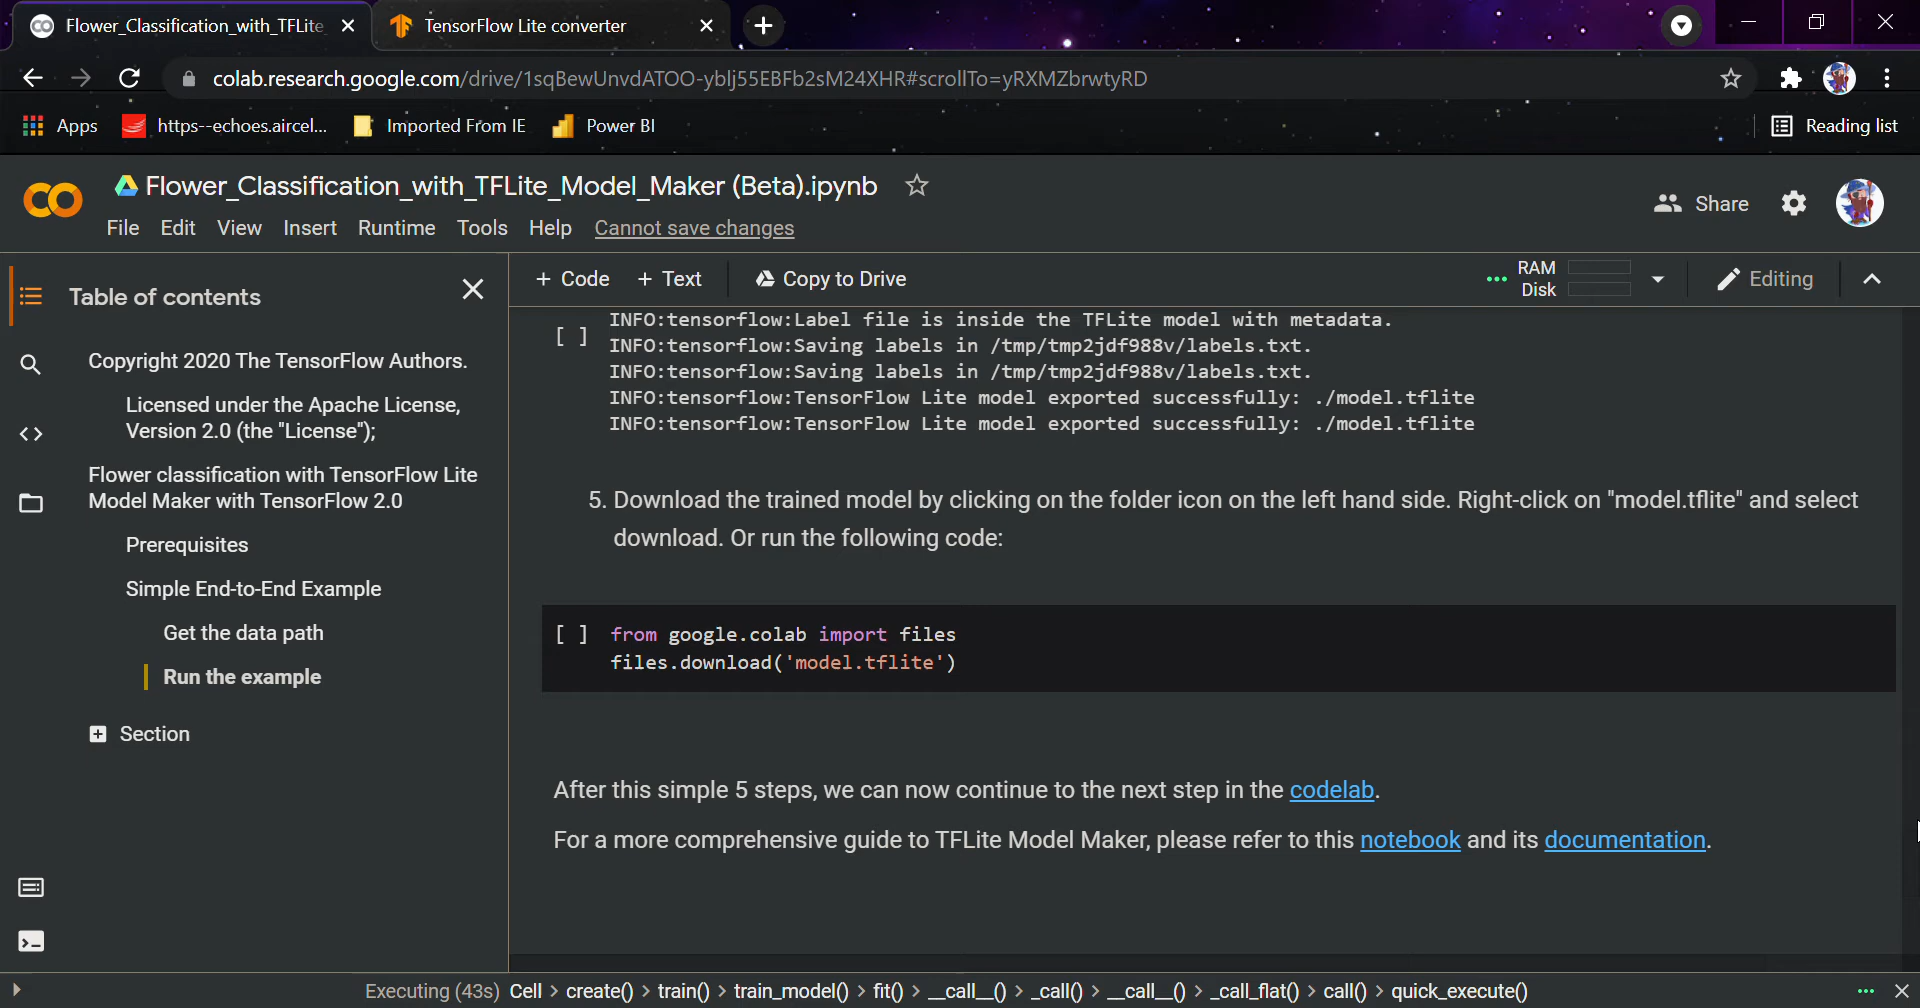 Flower_Classification_with_TFLite
TensorFlow Lite converter
colab.research.google.com/drive/1sqBewUnvdATOO-yblj55EBFb2sM24XHR#scrollTo=yRXMZbrwtyRD
Apps
https--echoes.aircel...
Imported From IE
Power BI
Reading list
Flower_Classification_with_TFLite_Model_Maker (Beta).ipynb
File Edit View Insert Runtime Tools Help Cannot save changes
Share
Table of contents
+ Code + Text Copy to Drive
RAM
Disk
Editing
Copyright 2020 The TensorFlow Authors.
Licensed under the Apache License,
Version 2.0 (the "License");
Flower classification with TensorFlow Lite
Model Maker with TensorFlow 2.0
Prerequisites
Simple End-to-End Example
Get the data path
Run the example
Section
INFO:tensorflow:Label file is inside the TFLite model with metadata.
[ ] INFO:tensorflow:Saving labels in /tmp/tmp2jdf988v/labels.txt.
INFO:tensorflow:Saving labels in /tmp/tmp2jdf988v/labels.txt.
INFO:tensorflow:TensorFlow Lite model exported successfully: ./model.tflite
INFO:tensorflow:TensorFlow Lite model exported successfully: ./model.tflite
5. Download the trained model by clicking on the folder icon on the left hand side. Right-click on "model.tflite" and select
download. Or run the following code:
[ ] from google.colab import files
files.download('model.tflite')
After this simple 5 steps, we can now continue to the next step in the codelab.
For a more comprehensive guide to TFLite Model Maker, please refer to this notebook and its documentation.
Executing (43s) Cell > create() > train() > train_model() > fit() > __call__() > _call() > __call__() > _call_flat() > call() > quick_execute()